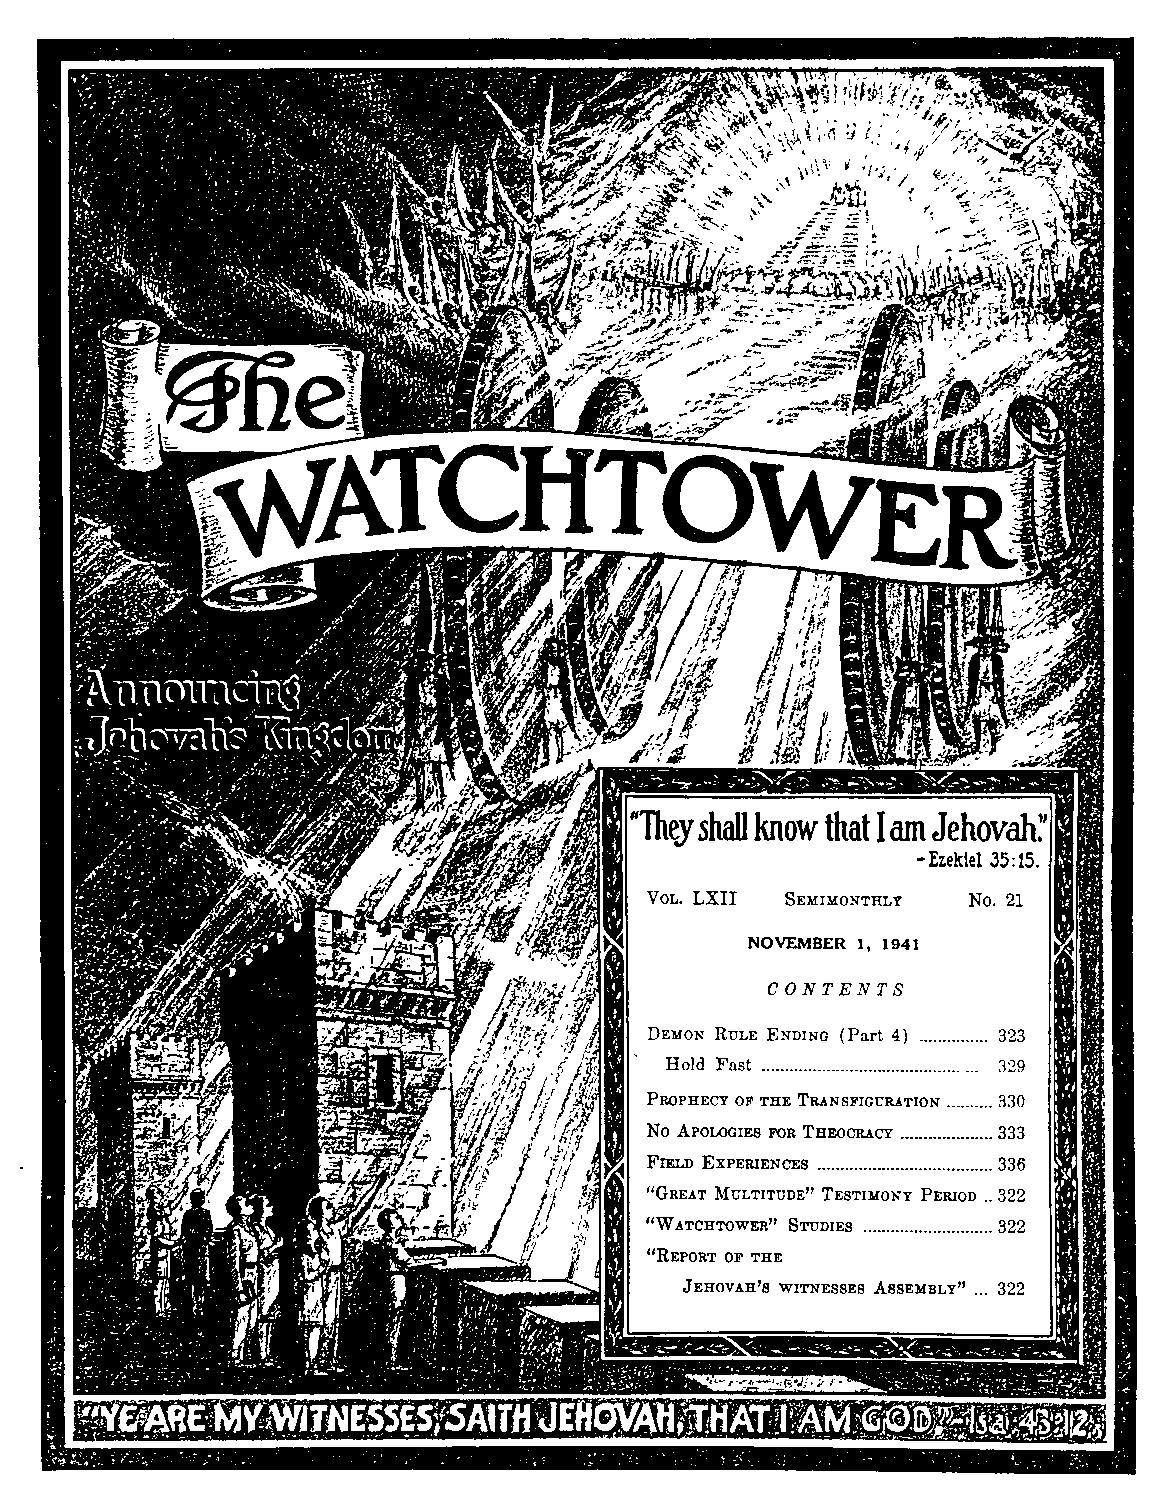 The
WATCHTOWER
Announcing
Jehovah's Kingdom
"They shall know that I am Jehovah."
-Ezekiel 35:15.
VOL. LXII SEMIMONTHLY No. 21
NOVEMBER 1, 1941
CONTENTS
DEMON RULE ENDING (Part 4) .............. 323
Hold Fast ........................................ 329
PROPHECY OF THE TRANSFIGURATION ......... 330
NO APOLOGIES FOR THEOCRACY ................... 333
FIELD EXPERIENCES .................................... 336
"GREAT MULTITUDE" TESTIMONY PERIOD .. 322
"WATCHTOWER" STUDIES .......................... 322
"REPORT OF THE
JEHOVAH'S WITNESSES ASSEMBLY" ... 322
"YE ARE MY WITNESSES, SAITH JEHOVAH, THAT I AM GOD."-Isa. 43:12.